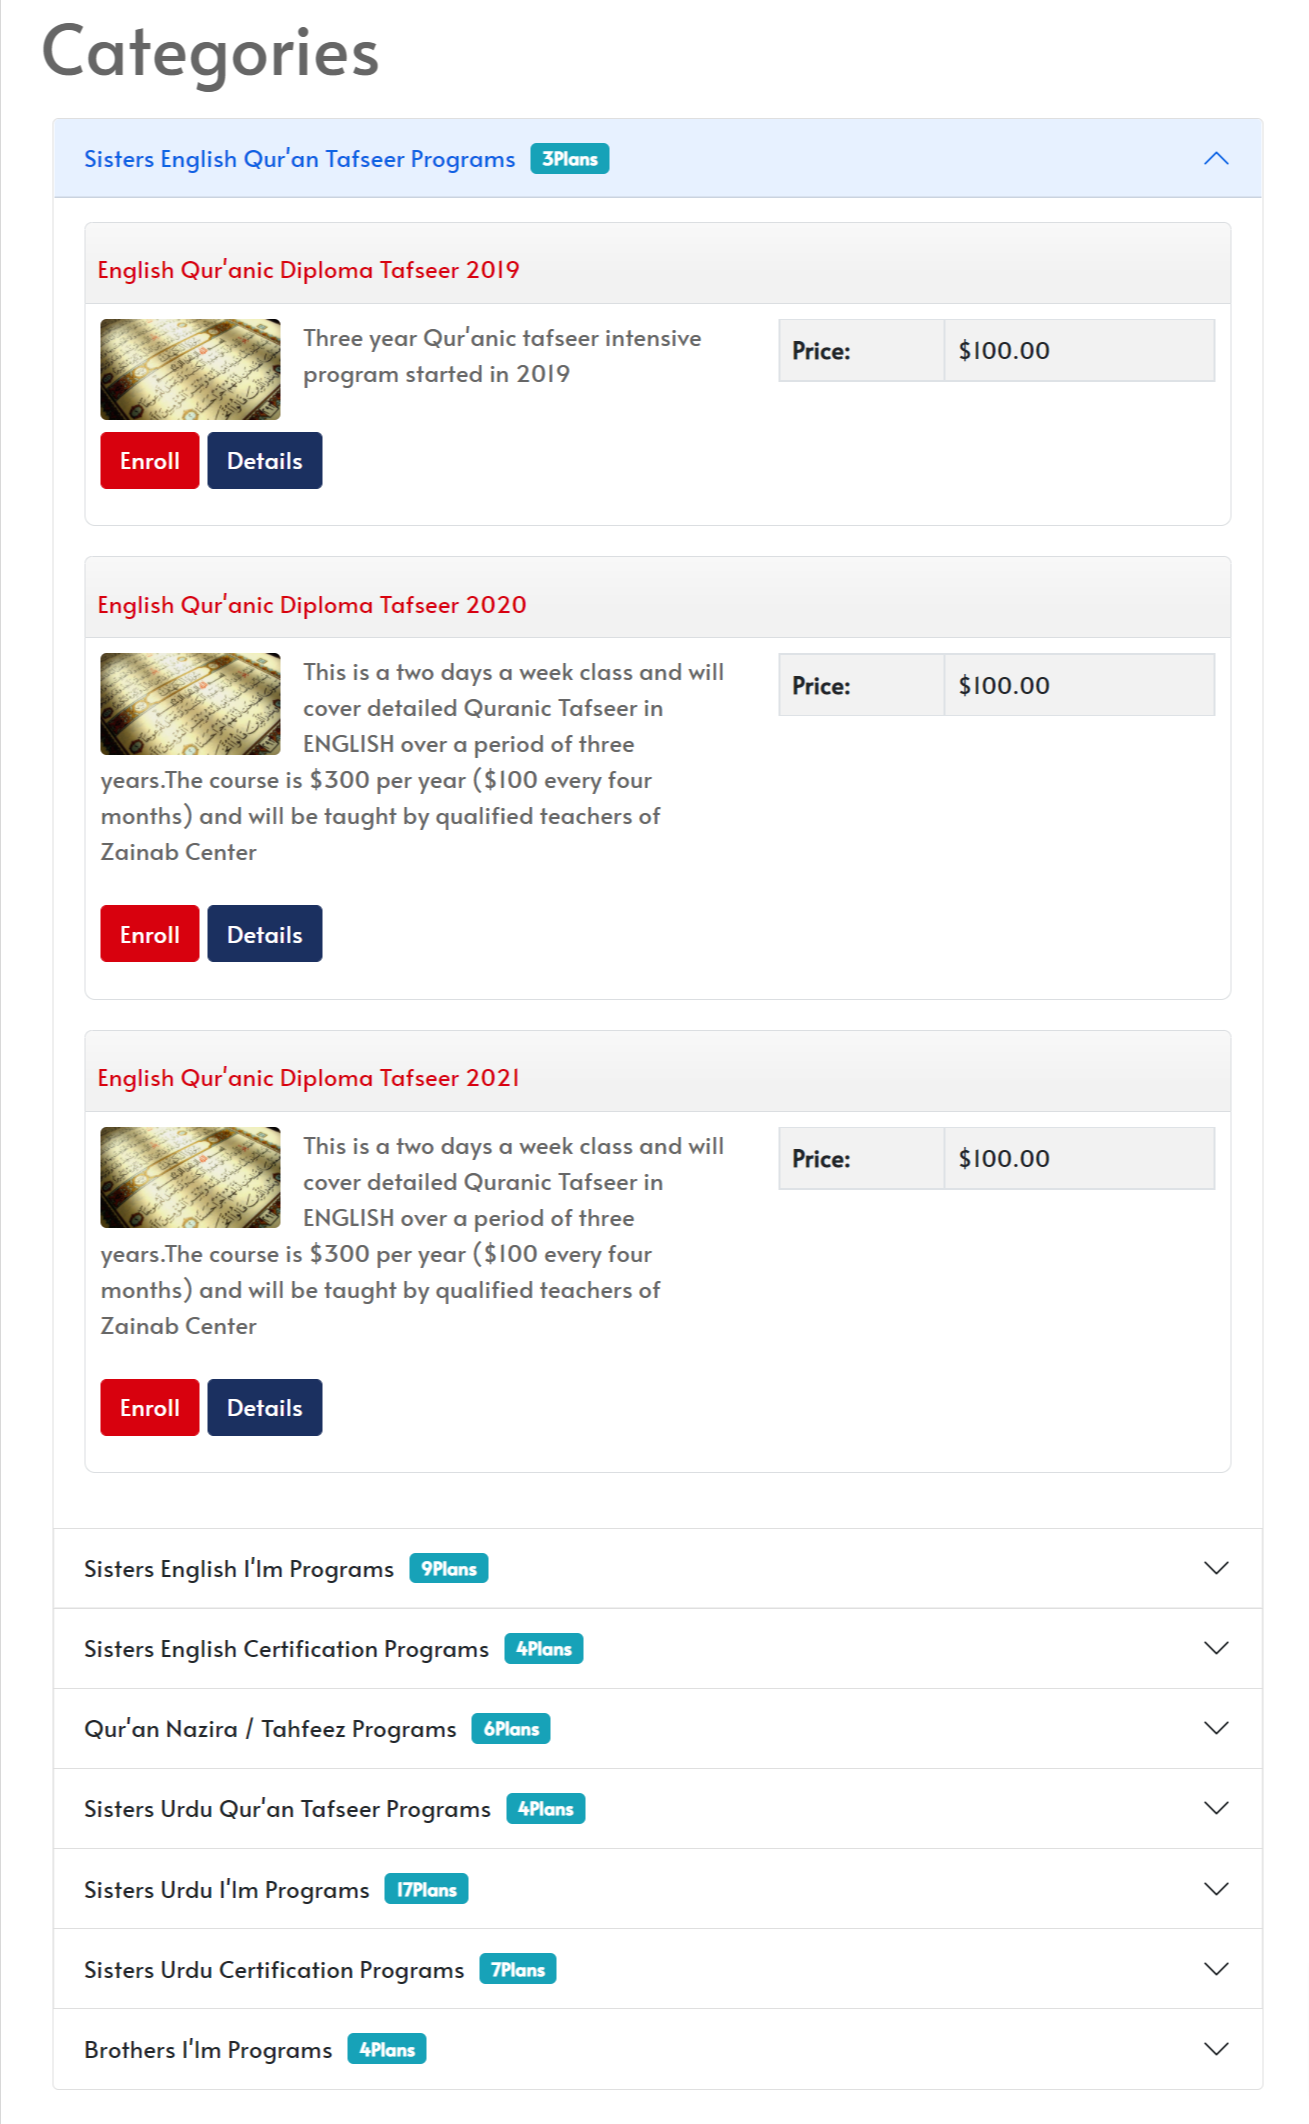 Categories
Sisters English Qur'an Tafseer Programs 3Plans
English Qur'anic Diploma Tafseer 2019
Three year Qur'anic tafseer intensive
program started in 2019
Price: $100.00
Enroll Details
English Qur'anic Diploma Tafseer 2020
This is a two days a week class and will
cover detailed Quranic Tafseer in
ENGLISH over a period of three
years.The course is $300 per year ($100 every four
months) and will be taught by qualified teachers of
Zainab Center
Price: $100.00
Enroll Details
English Qur'anic Diploma Tafseer 2021
This is a two days a week class and will
cover detailed Quranic Tafseer in
ENGLISH over a period of three
years.The course is $300 per year ($100 every four
months) and will be taught by qualified teachers of
Zainab Center
Price: $100.00
Enroll Details
Sisters English I'lm Programs 9Plans
Sisters English Certification Programs 4Plans
Qur'an Nazira / Tahfeez Programs 6Plans
Sisters Urdu Qur'an Tafseer Programs 4Plans
Sisters Urdu I'lm Programs 17Plans
Sisters Urdu Certification Programs 7Plans
Brothers I'lm Programs 4Plans